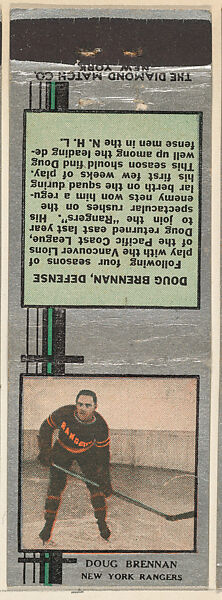 THE DIAMOND MATCH CO.
NEW YORK
DOUG BRENNAN, DEFENSE
Following four seasons of
play with Vancouver Lions
of the Pacific Coast League,
Doug returned east last year
to join the "Rangers". His
spectacular rushes on the
enemy nets won him a regu-
lar berth on the squad during
his first few weeks of play.
This season should find Doug
up well among the leading de-
fense men in the N. H. L.
RANGERS
DOUG BRENNAN
NEW YORK RANGERS